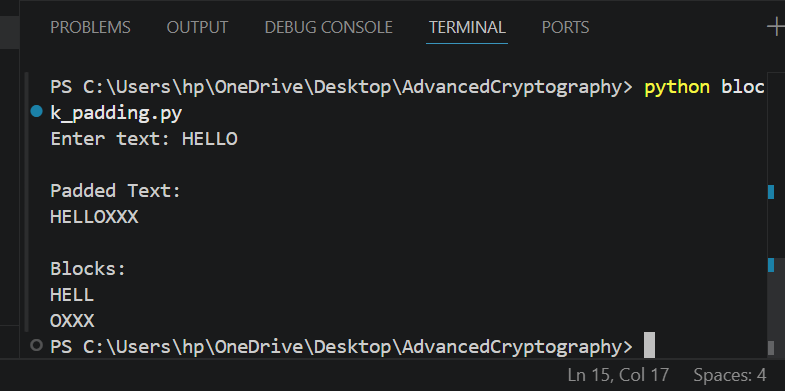 PROBLEMS OUTPUT DEBUG CONSOLE TERMINAL PORTS
PS C:\Users\hp\OneDrive\Desktop\AdvancedCryptography> python bloc
k_padding.py
Enter text: HELLO
Padded Text:
HELLOXXX
Blocks:
HELL
OXXX
PS C:\Users\hp\OneDrive\Desktop\AdvancedCryptography>
Ln 15, Col 17 Spaces: 4